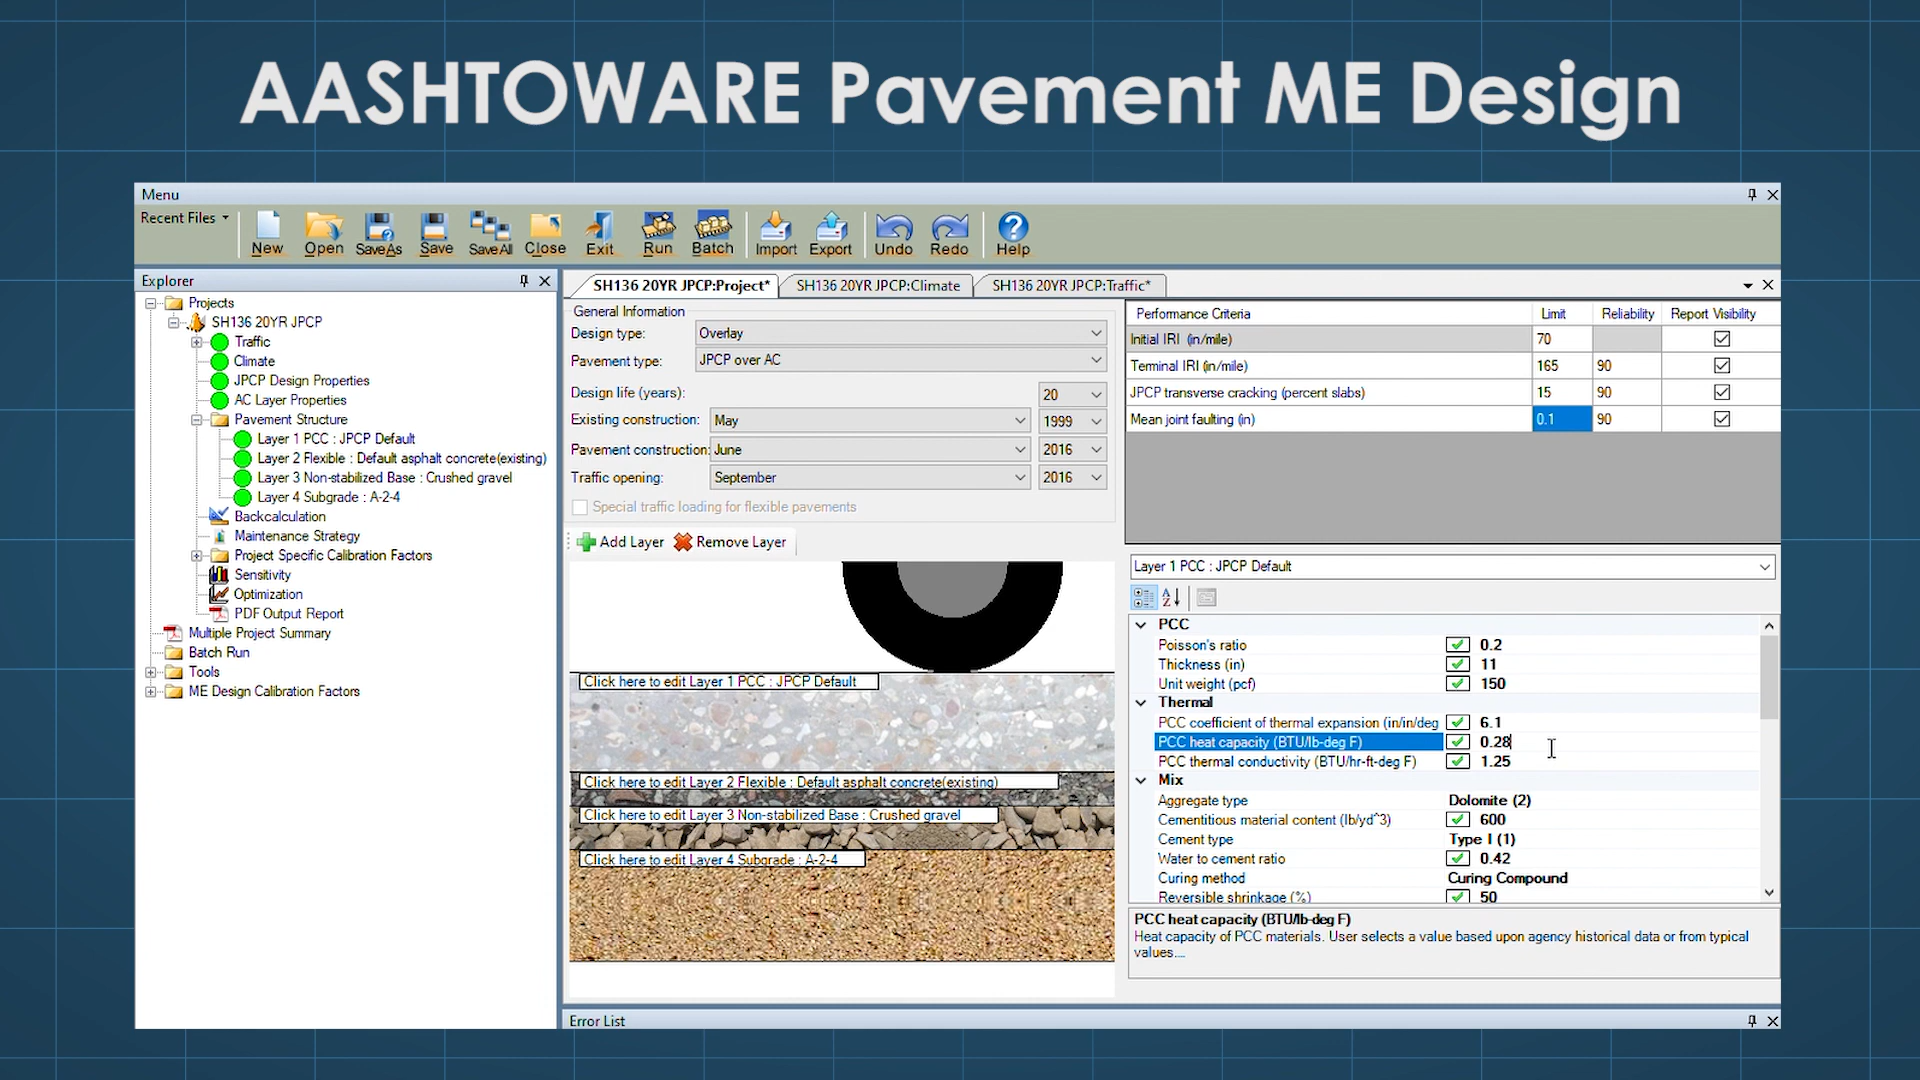 AASHTOWARE Pavement ME Design
Menu
Recent Files
New
Open
SaveAs
Save
SaveAll
Close
Exit
Run
Batch
Import
Export
Undo
Redo
Help
Explorer
Projects
SH136 20YR JPCP
Traffic
Climate
JPCP Design Properties
AC Layer Properties
Pavement Structure
Layer 1 PCC : JPCP Default
Layer 2 Flexible : Default asphalt concrete(existing)
Layer 3 Non-stabilized Base : Crushed gravel
Layer 4 Subgrade : A-2-4
Backcalculation
Maintenance Strategy
Project Specific Calibration Factors
Sensitivity
Optimization
PDF Output Report
Multiple Project Summary
Batch Run
Tools
ME Design Calibration Factors
SH136 20YR JPCP:Project*
SH136 20YR JPCP:Climate
SH136 20YR JPCP:Traffic*
General Information
Design type: Overlay
Pavement type: JPCP over AC
Design life (years): 20
Existing construction: May 1999
Pavement construction: June 2016
Traffic opening: September 2016
Special traffic loading for flexible pavements
Add Layer Remove Layer
Click here to edit Layer 1 PCC : JPCP Default
Click here to edit Layer 2 Flexible : Default asphalt concrete(existing)
Click here to edit Layer 3 Non-stabilized Base : Crushed gravel
Click here to edit Layer 4 Subgrade : A-2-4
Performance Criteria Limit Reliability Report Visibility
Initial IRI (in/mile) 70
Terminal IRI (in/mile) 165 90
JPCP transverse cracking (percent slabs) 15 90
Mean joint faulting (in) 0.1 90
Layer 1 PCC : JPCP Default
PCC
Poisson's ratio 0.2
Thickness (in) 11
Unit weight (pcf) 150
Thermal
PCC coefficient of thermal expansion (in/in/deg 6.1
PCC heat capacity (BTU/lb-deg F) 0.28
PCC thermal conductivity (BTU/hr-ft-deg F) 1.25
Mix
Aggregate type Dolomite (2)
Cementitious material content (lb/yd^3) 600
Cement type Type I (1)
Water to cement ratio 0.42
Curing method Curing Compound
Reversible shrinkage (%) 50
PCC heat capacity (BTU/lb-deg F)
Heat capacity of PCC materials. User selects a value based upon agency historical data or from typical
values....
Error List